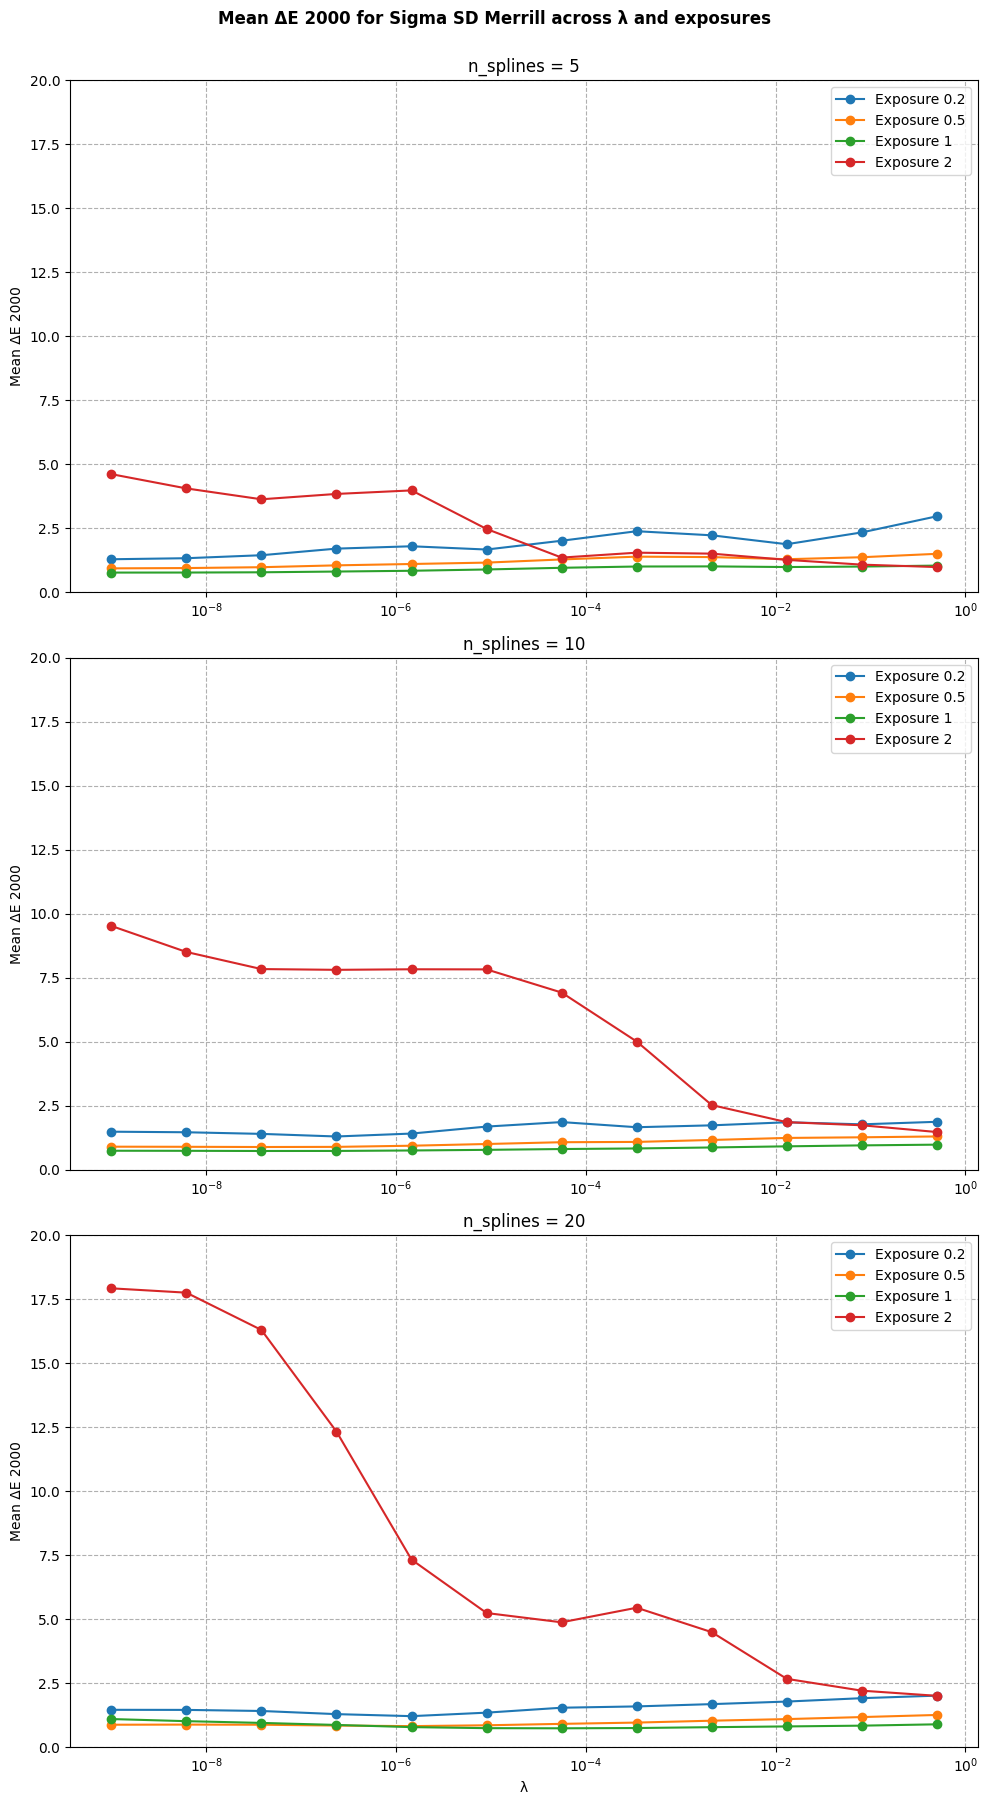 Mean ΔE 2000 for Sigma SD Merrill across λ and exposures
n_splines = 5
20.0
17.5
15.0
12.5
10.0
7.5
5.0
2.5
0.0
Mean ΔE 2000
Exposure 0.2
Exposure 0.5
Exposure 1
Exposure 2
10⁻⁸ 10⁻⁶ 10⁻⁴ 10⁻² 10⁰
n_splines = 10
20.0
17.5
15.0
12.5
10.0
7.5
5.0
2.5
0.0
Mean ΔE 2000
Exposure 0.2
Exposure 0.5
Exposure 1
Exposure 2
10⁻⁸ 10⁻⁶ 10⁻⁴ 10⁻² 10⁰
n_splines = 20
20.0
17.5
15.0
12.5
10.0
7.5
5.0
2.5
0.0
Mean ΔE 2000
Exposure 0.2
Exposure 0.5
Exposure 1
Exposure 2
10⁻⁸ 10⁻⁶ 10⁻⁴ 10⁻² 10⁰
λ